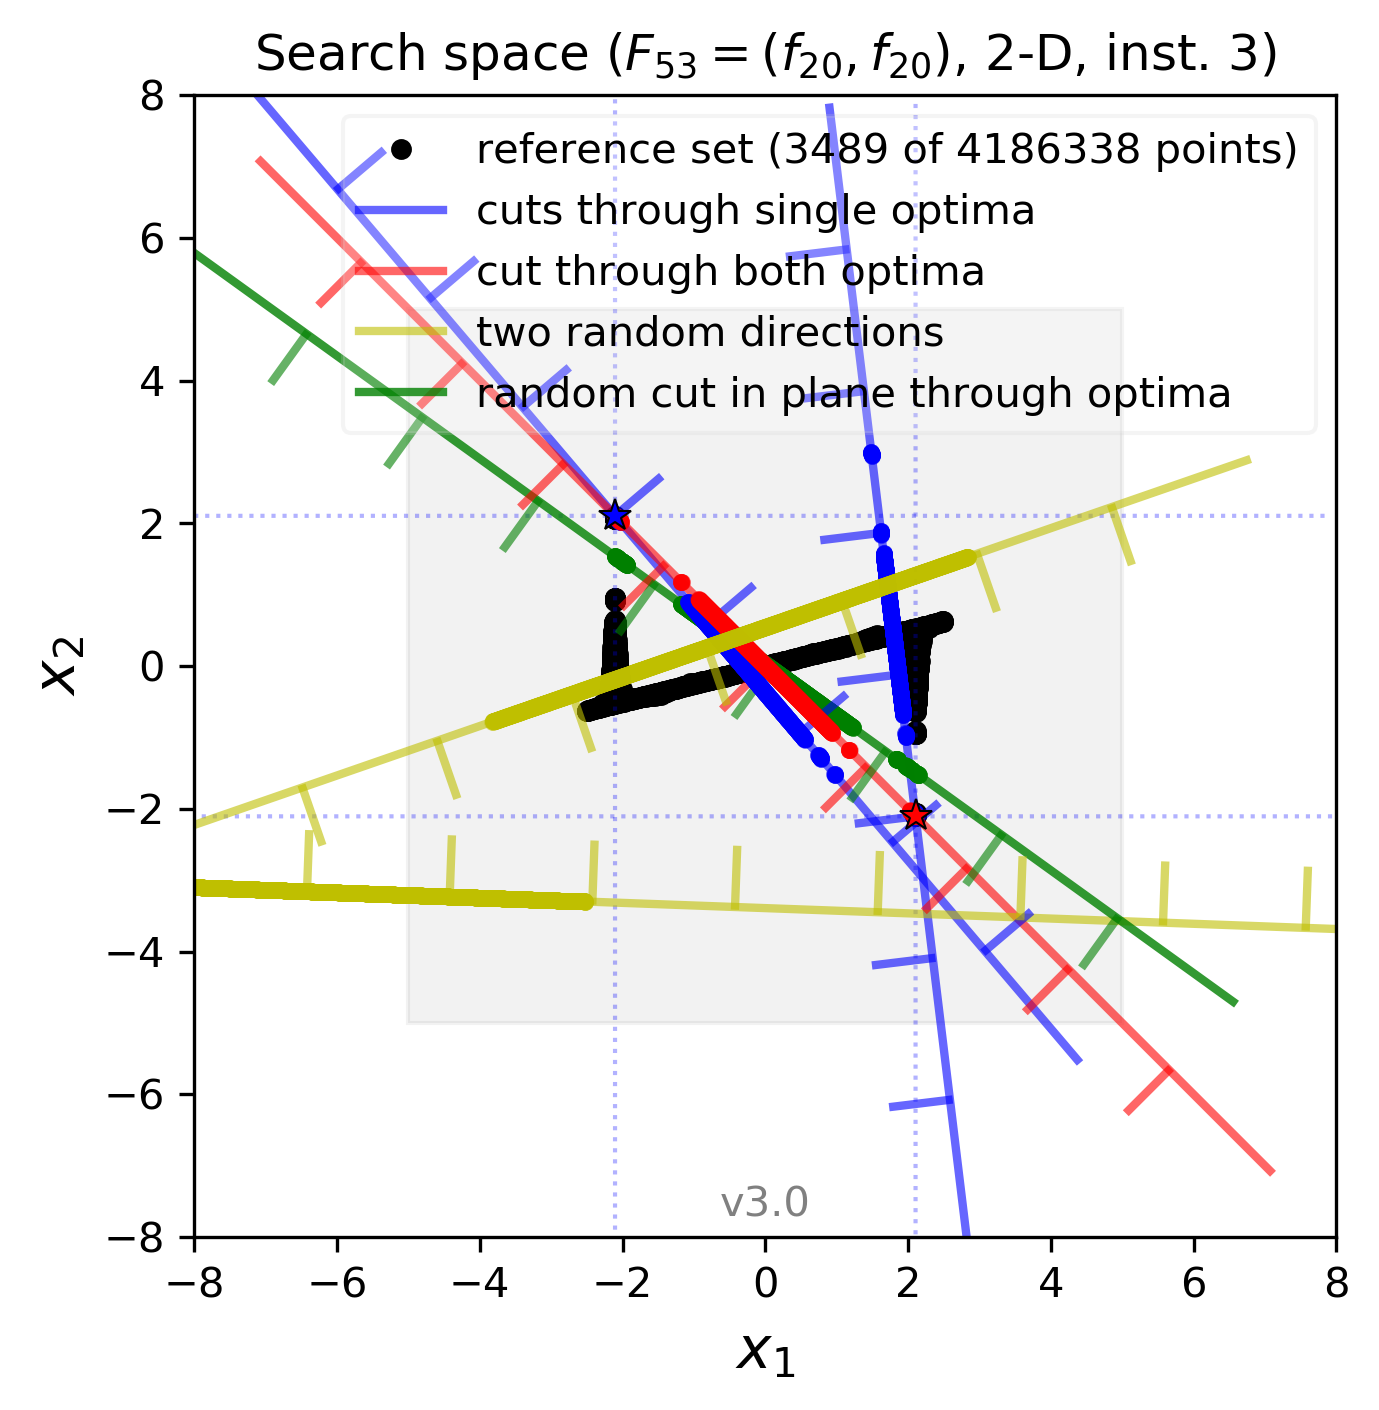 Search space (F₅₃ = (f₂₀, f₂₀), 2-D, inst. 3)
8
6
4
2
0
−2
−4
−6
−8
x₂
reference set (3489 of 4186338 points)
cuts through single optima
cut through both optima
two random directions
random cut in plane through optima
v3.0
−8 −6 −4 −2 0 2 4 6 8
x₁